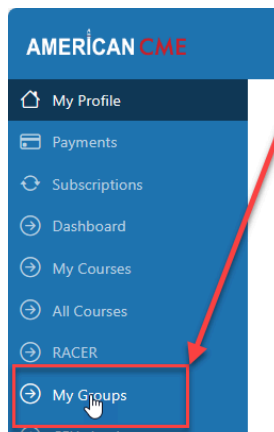 AMERICAN CME
My Profile
Payments
Subscriptions
Dashboard
My Courses
All Courses
RACER
My Groups